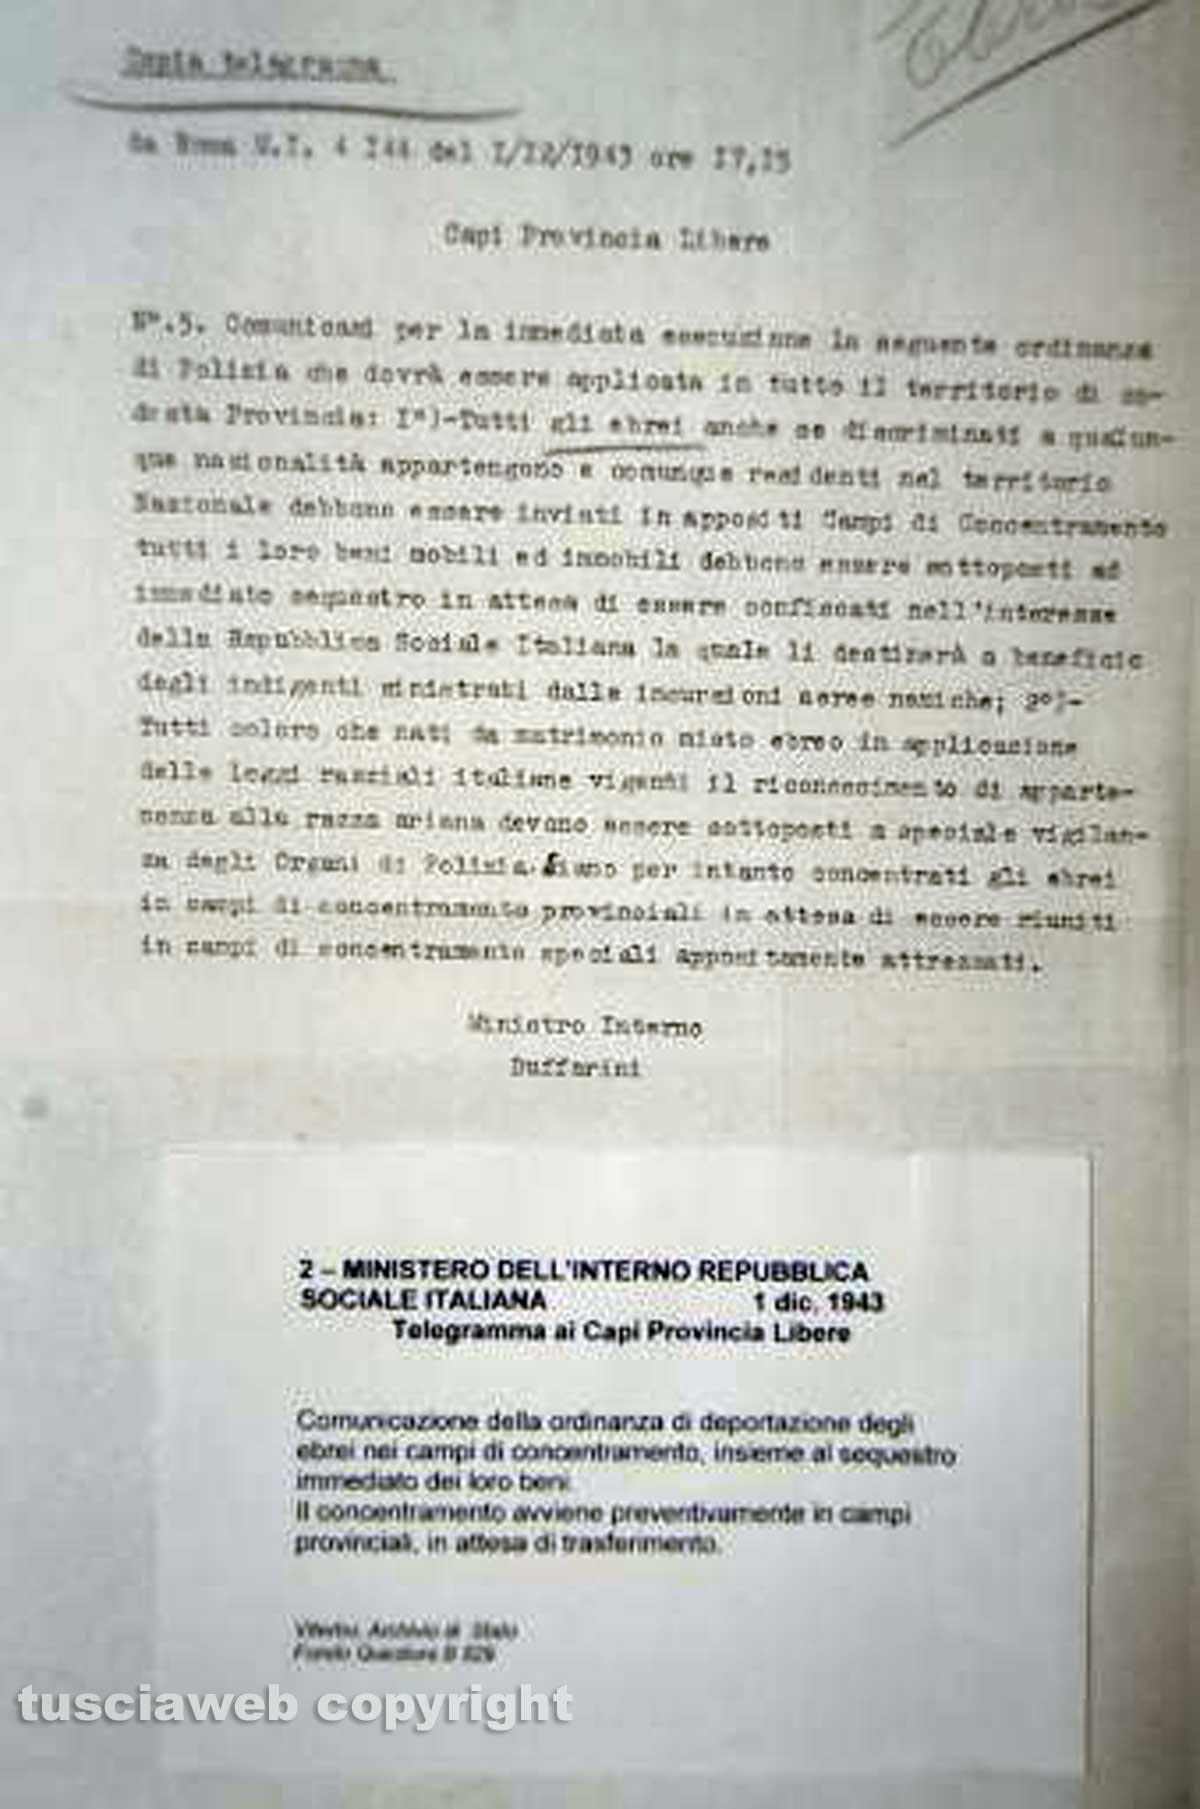 Copia telegramma
da Roma U.I. 4 I44 del I/I2/I943 ore I7,I5
Capi Provincia Libere
N°.5. Comunicasi per la immediata esecuzione la seguente ordinanza
di Polizia che dovrà essere applicata in tutto il territorio di co-
desta Provincia: I°)-Tutti gli ebrei anche se discriminati a qualun-
que nazionalità appartengono e comunque residenti nel territorio
Nazionale debbono essere inviati in appositi Campi di Concentramento
tutti i loro beni mobili ed immobili debbono essere sottoposti ad
immediato sequestro in attesa di essere confiscati nell'interesse
della Repubblica Sociale Italiana la quale li destinerà a beneficio
degli indigenti ministrati dalle incursioni aeree nemiche; 2°)-
Tutti coloro che nati da matrimonio misto ebreo in applicazione
delle leggi razziali italiane vigenti il riconoscimento di apparte-
nenza alla razza ariana devono essere sottoposti a speciale vigilan-
za degli Organi di Polizia. Siano per intanto concentrati gli ebrei
in campi di concentramento provinciali in attesa di essere riuniti
in campi di concentramento speciali appositamente attrezzati.
Ministro Interno
Buffarini
2 – MINISTERO DELL'INTERNO REPUBBLICA
SOCIALE ITALIANA 1 dic. 1943
Telegramma ai Capi Provincia Libere
Comunicazione della ordinanza di deportazione degli
ebrei nei campi di concentramento, insieme al sequestro
immediato dei loro beni.
Il concentramento avviene preventivamente in campi
provinciali, in attesa di trasferimento.
Viterbo, Archivio di Stato
Fondo Questura B 829
tusciaweb copyright